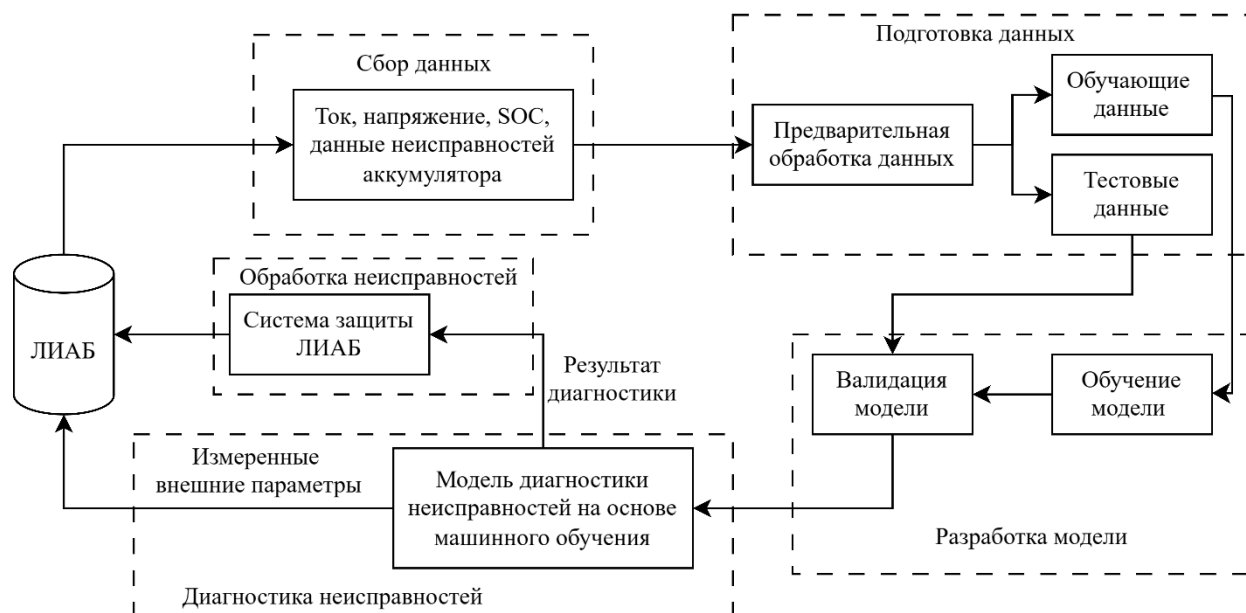 Сбор данных
Ток, напряжение, SOC,
данные неисправностей
аккумулятора
Подготовка данных
Предварительная
обработка данных
Обучающие
данные
Тестовые
данные
ЛИАБ
Обработка неисправностей
Система защиты
ЛИАБ
Результат
диагностики
Валидация
модели
Обучение
модели
Разработка модели
Измеренные
внешние параметры
Модель диагностики
неисправностей на основе
машинного обучения
Диагностика неисправностей